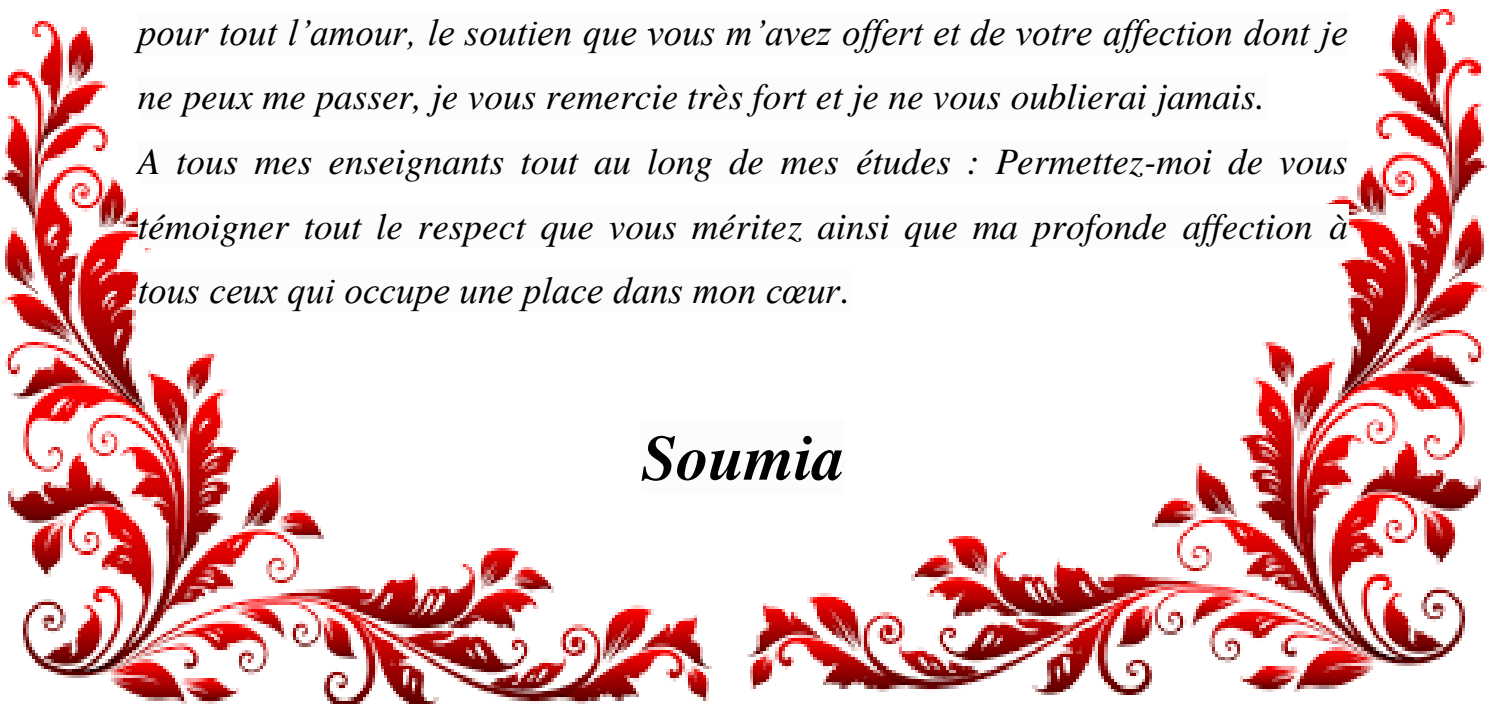 pour tout l’amour, le soutien que vous m’avez offert et de votre affection dont je
ne peux me passer, je vous remercie très fort et je ne vous oublierai jamais.
A tous mes enseignants tout au long de mes études : Permettez-moi de vous
témoigner tout le respect que vous méritez ainsi que ma profonde affection à
tous ceux qui occupe une place dans mon cœur.
Soumia